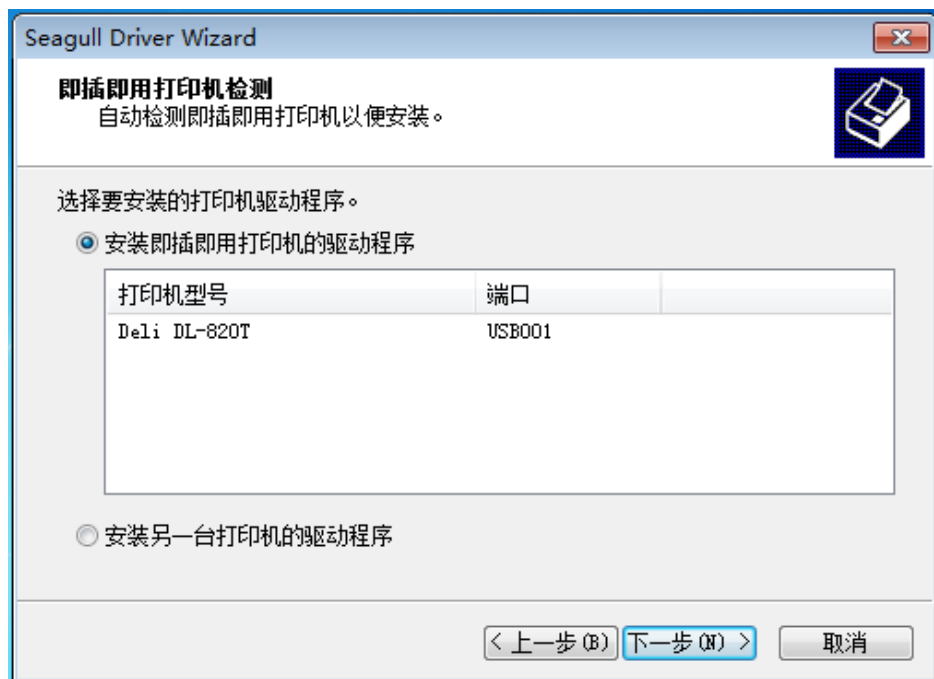 Seagull Driver Wizard
即插即用打印机检测
自动检测即插即用打印机以便安装。
选择要安装的打印机驱动程序。
安装即插即用打印机的驱动程序
打印机型号 端口
Deli DL-820T USB001
安装另一台打印机的驱动程序
< 上一步(B) 下一步(N) > 取消